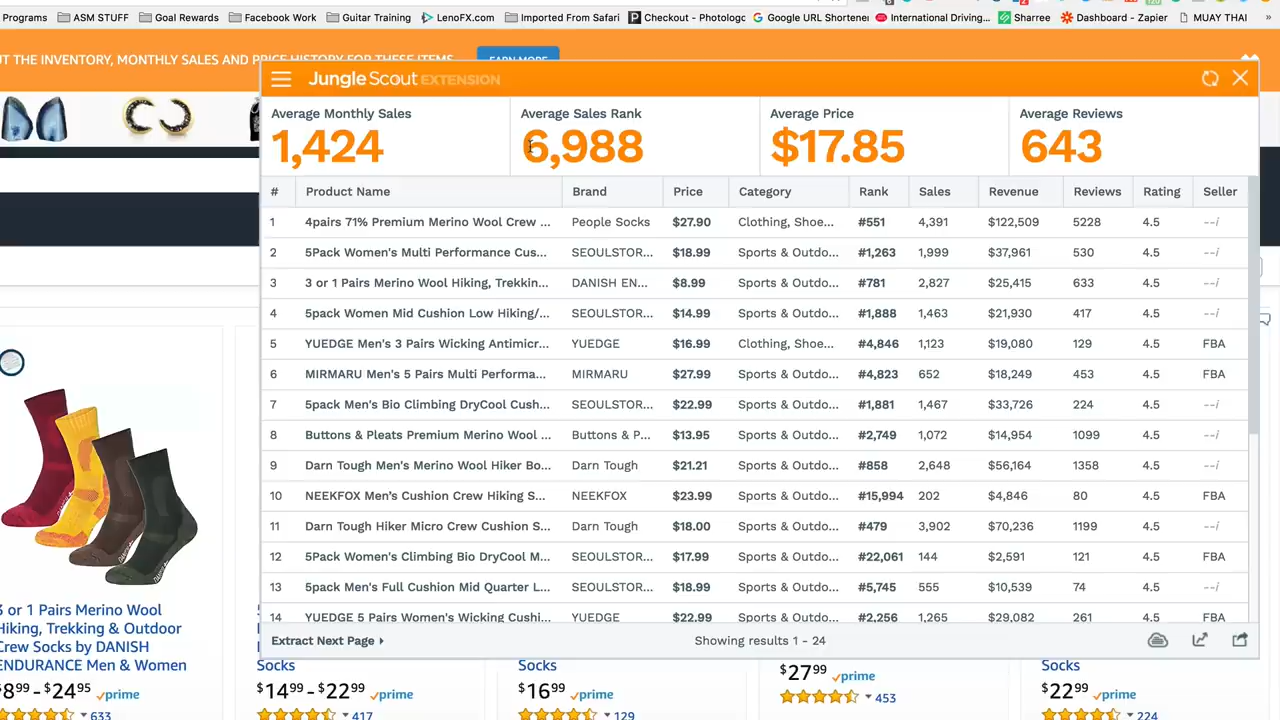 Programs ASM STUFF Goal Rewards Facebook Work Guitar Training LenoFX.com Imported From Safari Checkout - Photologo Google URL Shortener International Driving... Sharree Dashboard - Zapier MUAY THAI »
UT THE INVENTORY, MONTHLY SALES AND PRICE HISTORY FOR THESE ITEMS LEARN MORE
Jungle Scout EXTENSION
Average Monthly Sales Average Sales Rank Average Price Average Reviews
1,424 6,988 $17.85 643
# Product Name Brand Price Category Rank Sales Revenue Reviews Rating Seller
1 4pairs 71% Premium Merino Wool Crew ... People Socks $27.90 Clothing, Shoe... #551 4,391 $122,509 5228 4.5 --i
2 5Pack Women's Multi Performance Cus... SEOULSTOR... $18.99 Sports & Outdo... #1,263 1,999 $37,961 530 4.5 --i
3 3 or 1 Pairs Merino Wool Hiking, Trekkin... DANISH EN... $8.99 Sports & Outdo... #781 2,827 $25,415 633 4.5 --i
4 5pack Women Mid Cushion Low Hiking/... SEOULSTOR... $14.99 Sports & Outdo... #1,888 1,463 $21,930 417 4.5 --i
5 YUEDGE Men's 3 Pairs Wicking Antimicr... YUEDGE $16.99 Clothing, Shoe... #4,846 1,123 $19,080 129 4.5 FBA
6 MIRMARU Men's 5 Pairs Multi Performa... MIRMARU $27.99 Sports & Outdo... #4,823 652 $18,249 453 4.5 FBA
7 5pack Men's Bio Climbing DryCool Cush... SEOULSTOR... $22.99 Sports & Outdo... #1,881 1,467 $33,726 224 4.5 --i
8 Buttons & Pleats Premium Merino Wool ... Buttons & P... $13.95 Sports & Outdo... #2,749 1,072 $14,954 1099 4.5 --i
9 Darn Tough Men's Merino Wool Hiker Bo... Darn Tough $21.21 Sports & Outdo... #858 2,648 $56,164 1358 4.5 --i
10 NEEKFOX Men's Cushion Crew Hiking S... NEEKFOX $23.99 Sports & Outdo... #15,994 202 $4,846 80 4.5 FBA
11 Darn Tough Hiker Micro Crew Cushion S... Darn Tough $18.00 Sports & Outdo... #479 3,902 $70,236 1199 4.5 --i
12 5Pack Women's Climbing Bio DryCool M... SEOULSTOR... $17.99 Sports & Outdo... #22,061 144 $2,591 121 4.5 FBA
13 5pack Men's Full Cushion Mid Quarter L... SEOULSTOR... $18.99 Sports & Outdo... #5,745 555 $10,539 74 4.5 --i
14 YUEDGE 5 Pairs Women's Wicking Cushi... YUEDGE $22.99 Sports & Outdo... #2,256 1,265 $29,082 261 4.5 FBA
Extract Next Page Showing results 1 - 24
3 or 1 Pairs Merino Wool
Hiking, Trekking & Outdoor
Crew Socks by DANISH
ENDURANCE Men & Women
$8.99 - $24.95 prime
633
Socks
$14.99 - $22.99 prime
417
Socks
$16.99 prime
129
$27.99 prime
453
Socks
$22.99 prime
224